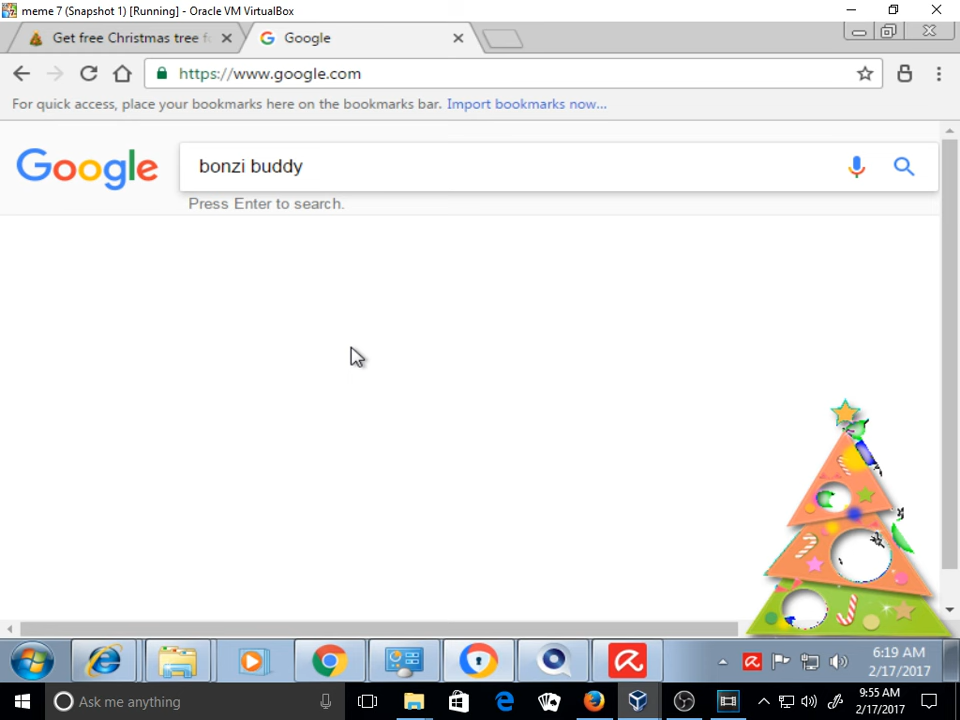 meme 7 (Snapshot 1) [Running] - Oracle VM VirtualBox
Get free Christmas tree f
Google
https://www.google.com
For quick access, place your bookmarks here on the bookmarks bar. Import bookmarks now...
Google
bonzi buddy
Press Enter to search.
6:19 AM
2/17/2017
Ask me anything
9:55 AM
2/17/2017